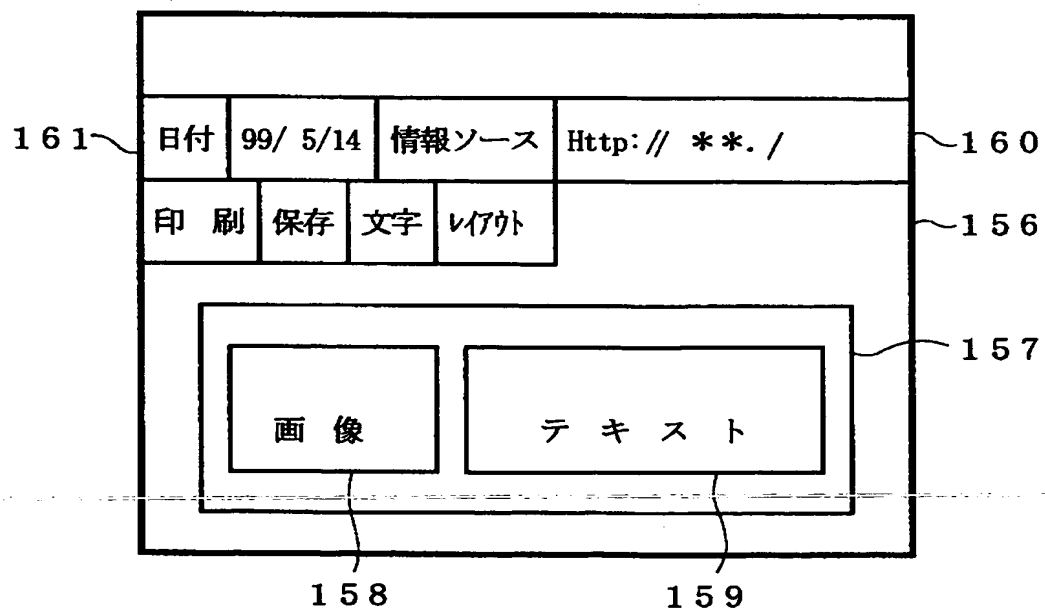 161 日付 99/ 5/14 情報ソース Http:// **. / 160
印 刷 保存 文字 レイアウト 156
157
画 像 テ キ ス ト
158 159